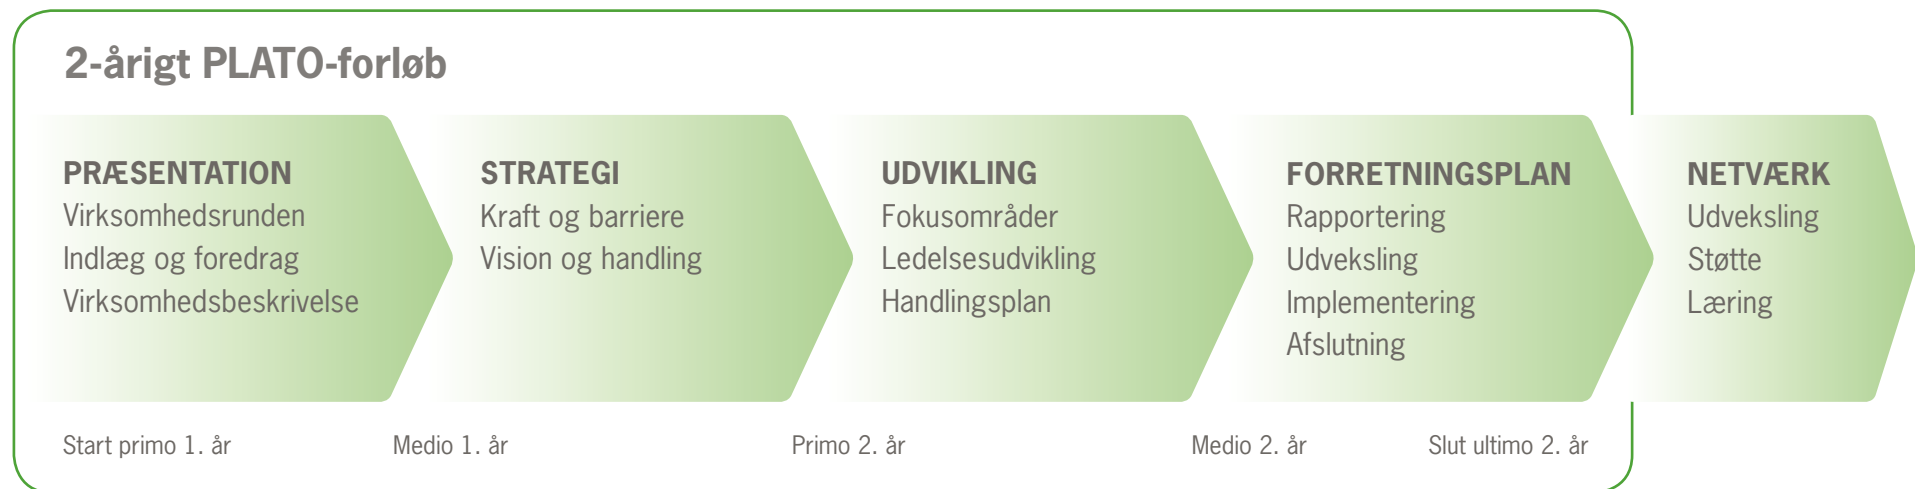 2-årigt PLATO-forløb
PRÆSENTATION
Virksomhedsrunden
Indlæg og foredrag
Virksomhedsbeskrivelse
STRATEGI
Kraft og barriere
Vision og handling
UDVIKLING
Fokusområder
Ledelsesudvikling
Handlingsplan
FORRETNINGSPLAN
Rapportering
Udveksling
Implementering
Afslutning
NETVÆRK
Udveksling
Støtte
Læring
Start primo 1. år
Medio 1. år
Primo 2. år
Medio 2. år
Slut ultimo 2. år